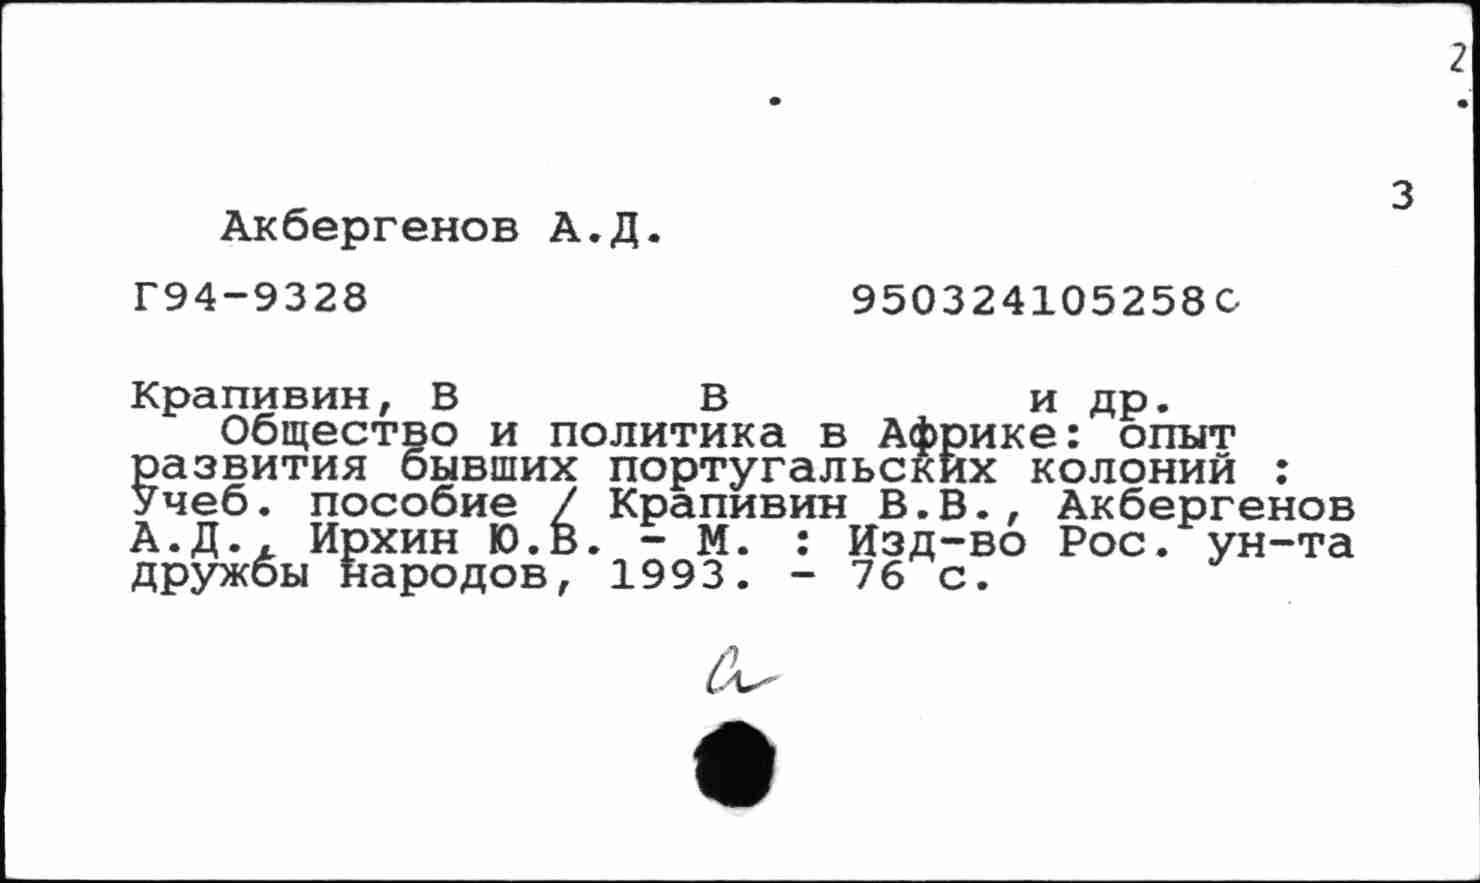 2
3
Акбергенов А.Д.
Г94-9328 950324105258с
Крапивин, В В и др.
Общество и политика в Африке: опыт
развития бывших португальских колоний :
Учеб. пособие / Крапивин В.В., Акбергенов
А.Д., Ирхин Ю.В. - М. : Изд-во Рос. ун-та
дружбы народов, 1993. - 76 с.
а